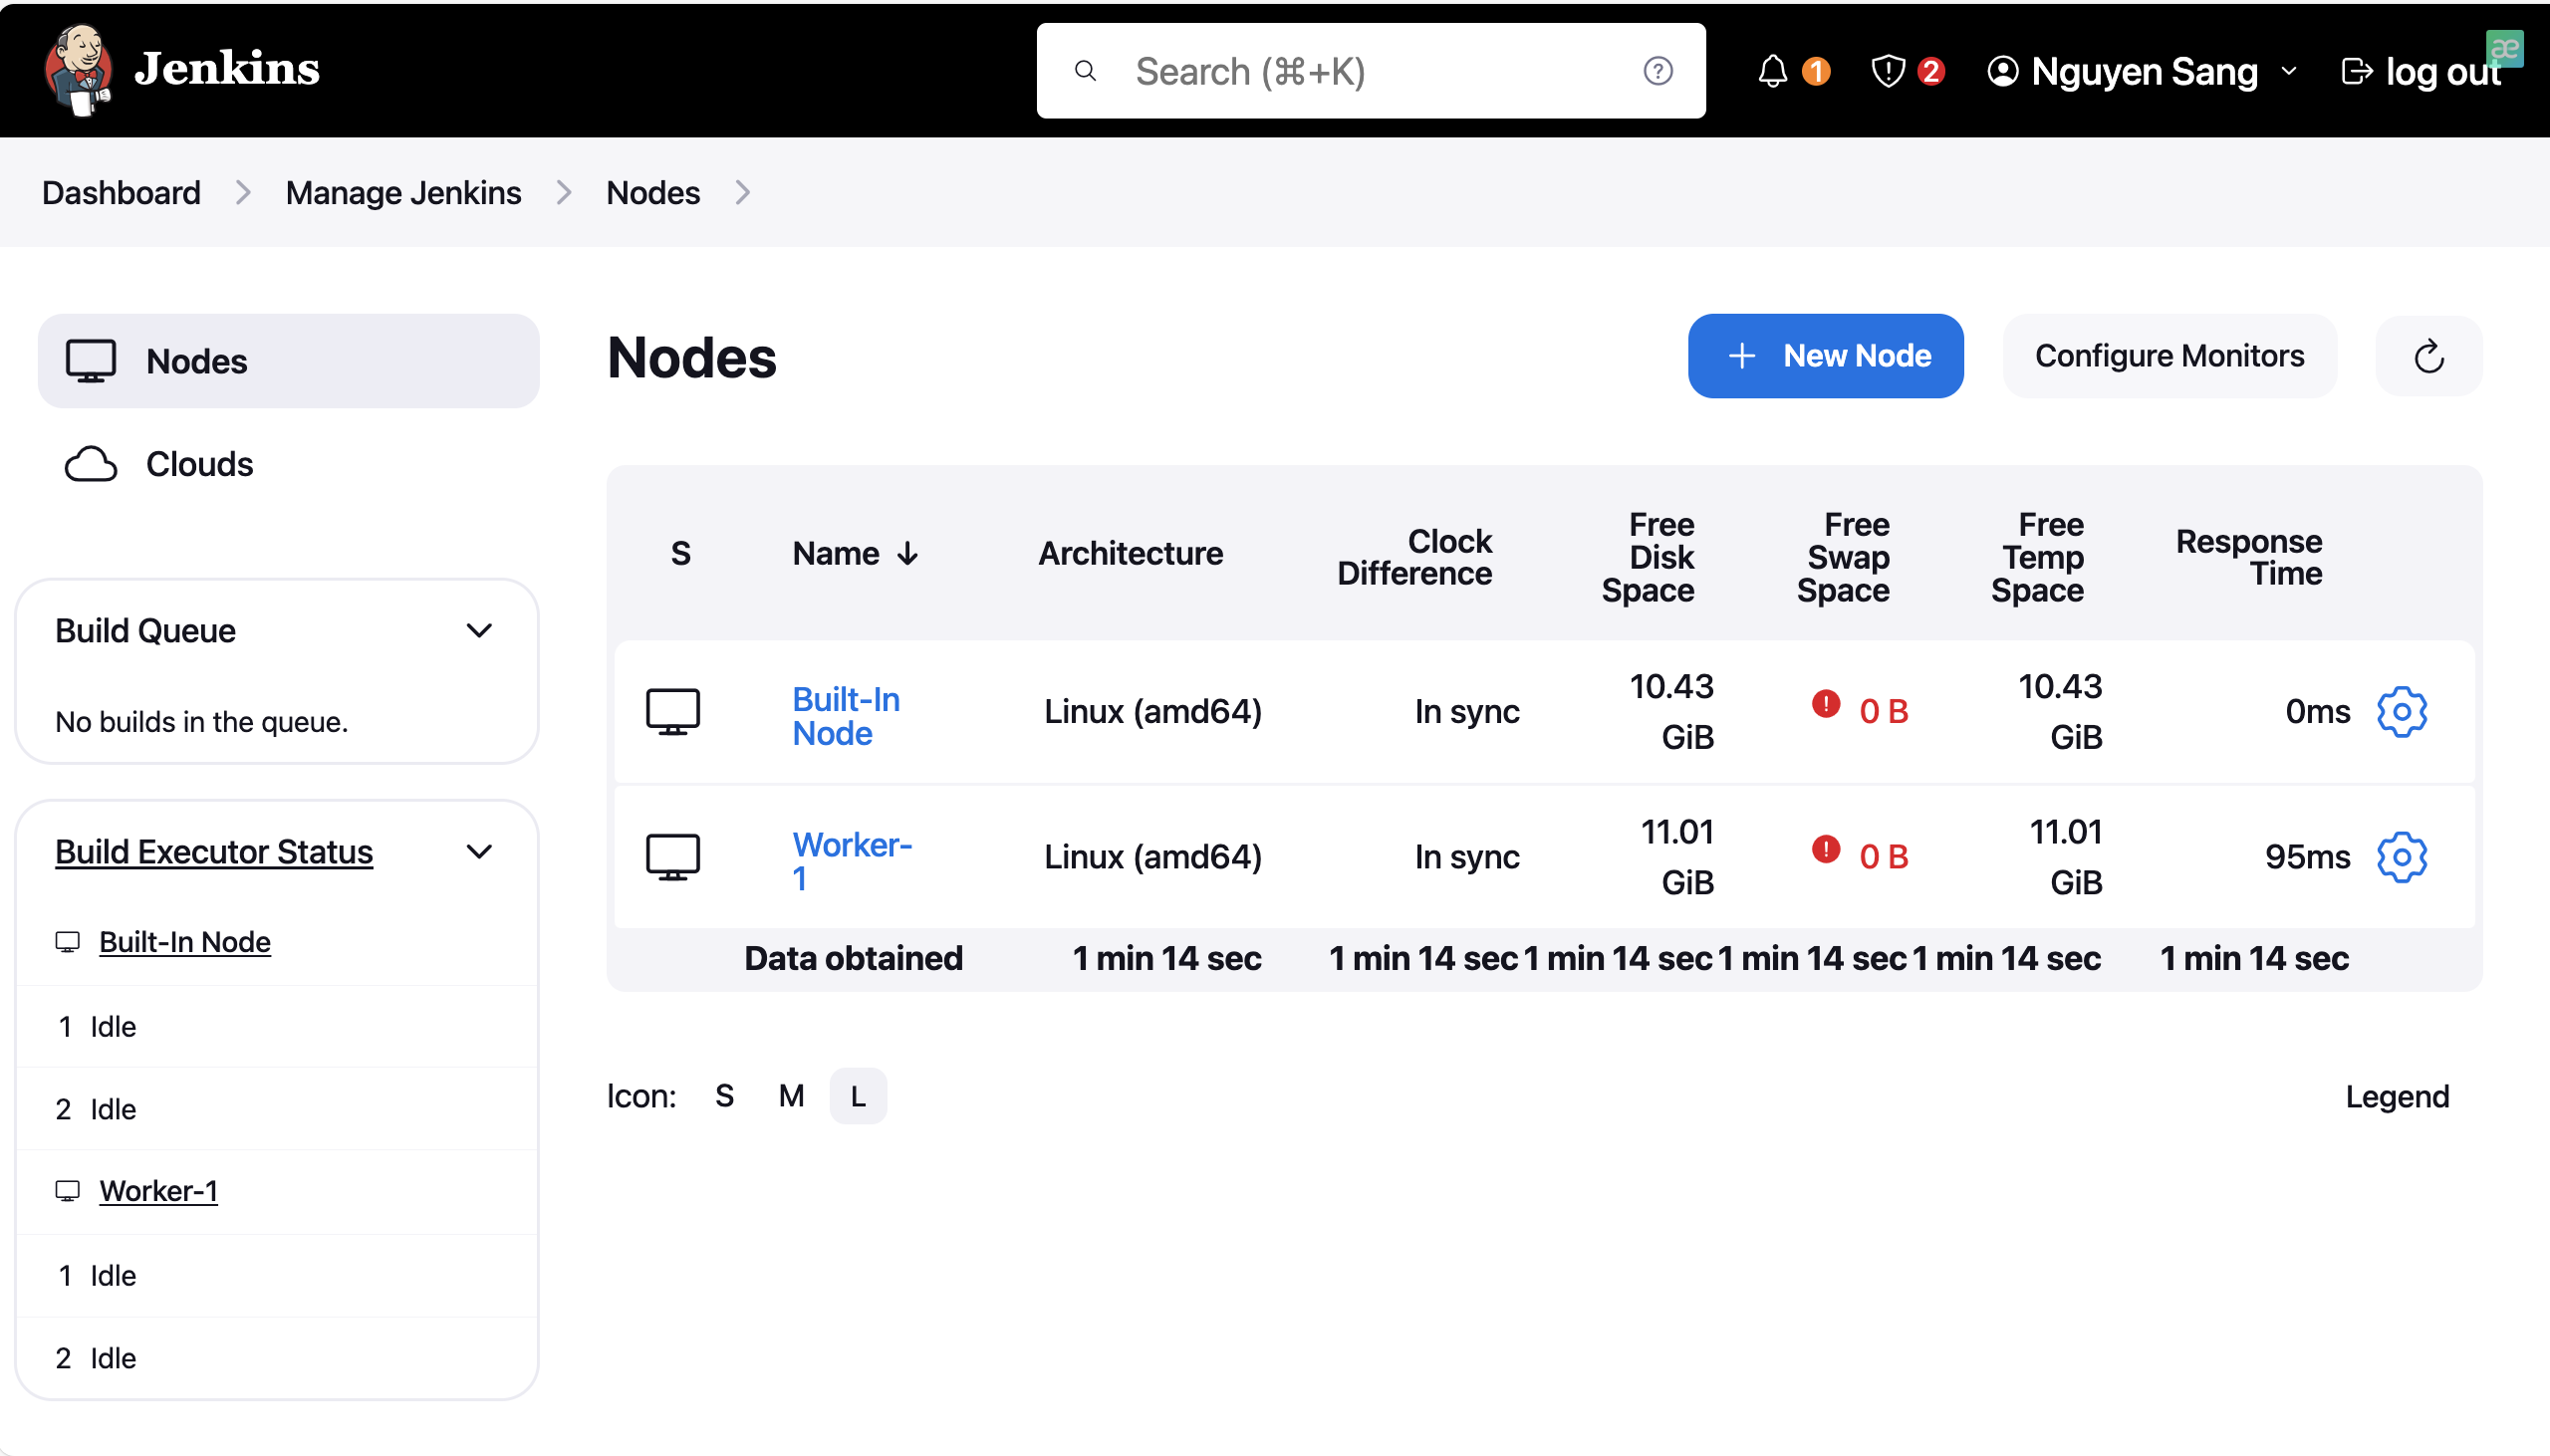 Jenkins
Search (⌘+K)
1
2
Nguyen Sang
log out
æ
Dashboard
Manage Jenkins
Nodes
Nodes
Clouds
Build Queue
No builds in the queue.
Build Executor Status
Built-In Node
1 Idle
2 Idle
Worker-1
1 Idle
2 Idle
Nodes
+ New Node
Configure Monitors
S
Name ↓
Architecture
Clock
Difference
Free
Disk
Space
Free
Swap
Space
Free
Temp
Space
Response
Time
Built-In
Node
Linux (amd64)
In sync
10.43
GiB
0 B
10.43
GiB
0ms
Worker-
1
Linux (amd64)
In sync
11.01
GiB
0 B
11.01
GiB
95ms
Data obtained 1 min 14 sec 1 min 14 sec 1 min 14 sec 1 min 14 sec 1 min 14 sec 1 min 14 sec
Icon: S M L
Legend